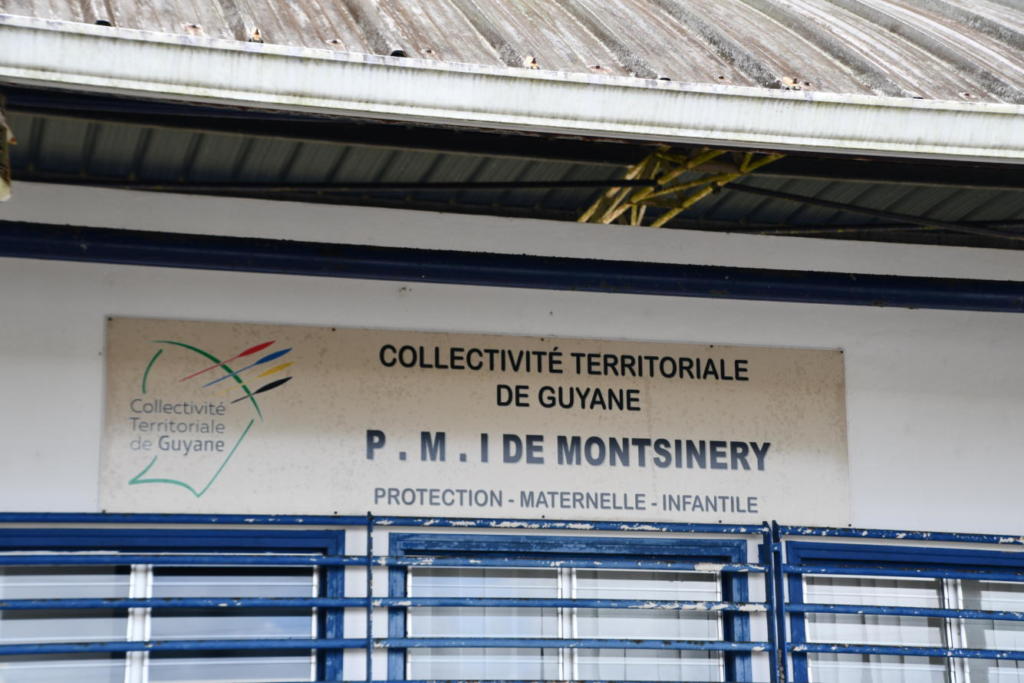 COLLECTIVITÉ TERRITORIALE
DE GUYANE
P . M . I DE MONTSINERY
PROTECTION - MATERNELLE - INFANTILE
Collectivité
Territoriale
de Guyane